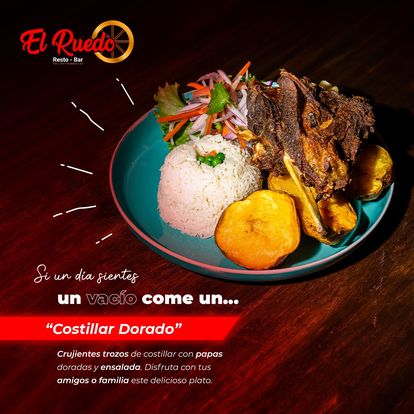 El Ruedo
Resto - Bar
Si un día sientes
un vacío come un...
"Costillar Dorado"
Crujientes trozos de costillar con papas
doradas y ensalada. Disfruta con tus
amigos o familia este delicioso plato.